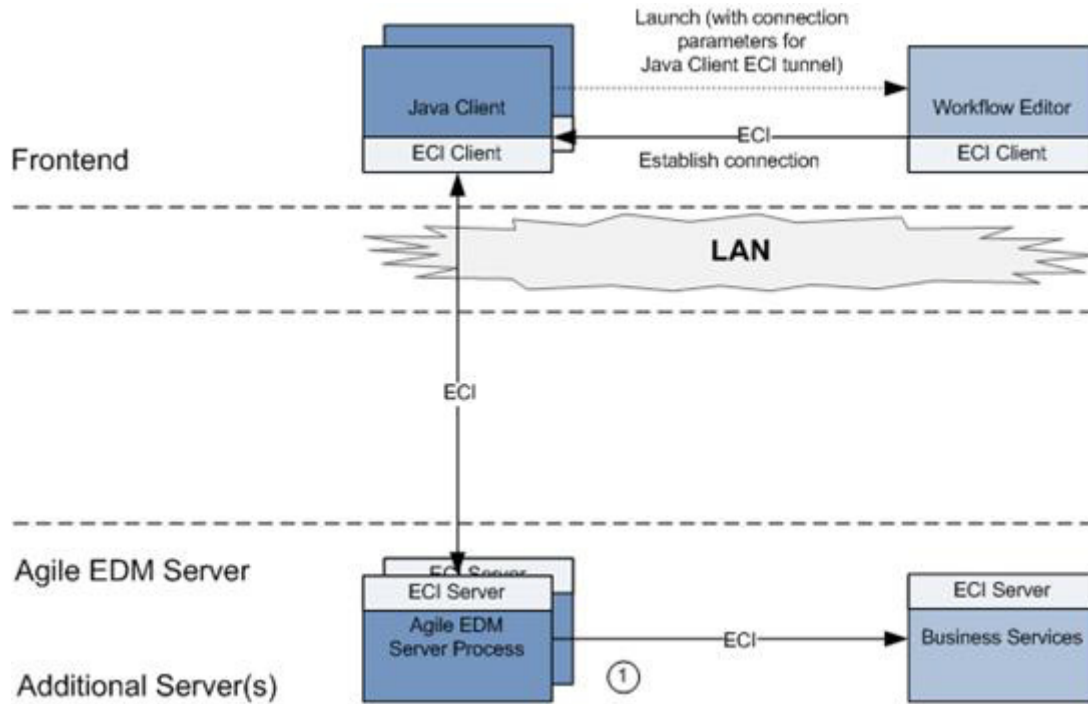 Launch (with connection
parameters for
Java Client ECI tunnel)
Java Client
Workflow Editor
ECI
ECI Client
Establish connection
ECI Client
Frontend
LAN
ECI
Agile EDM Server
ECI Server
ECI Server
ECI Server
Agile EDM
Server Process
ECI
Business Services
1
Additional Server(s)